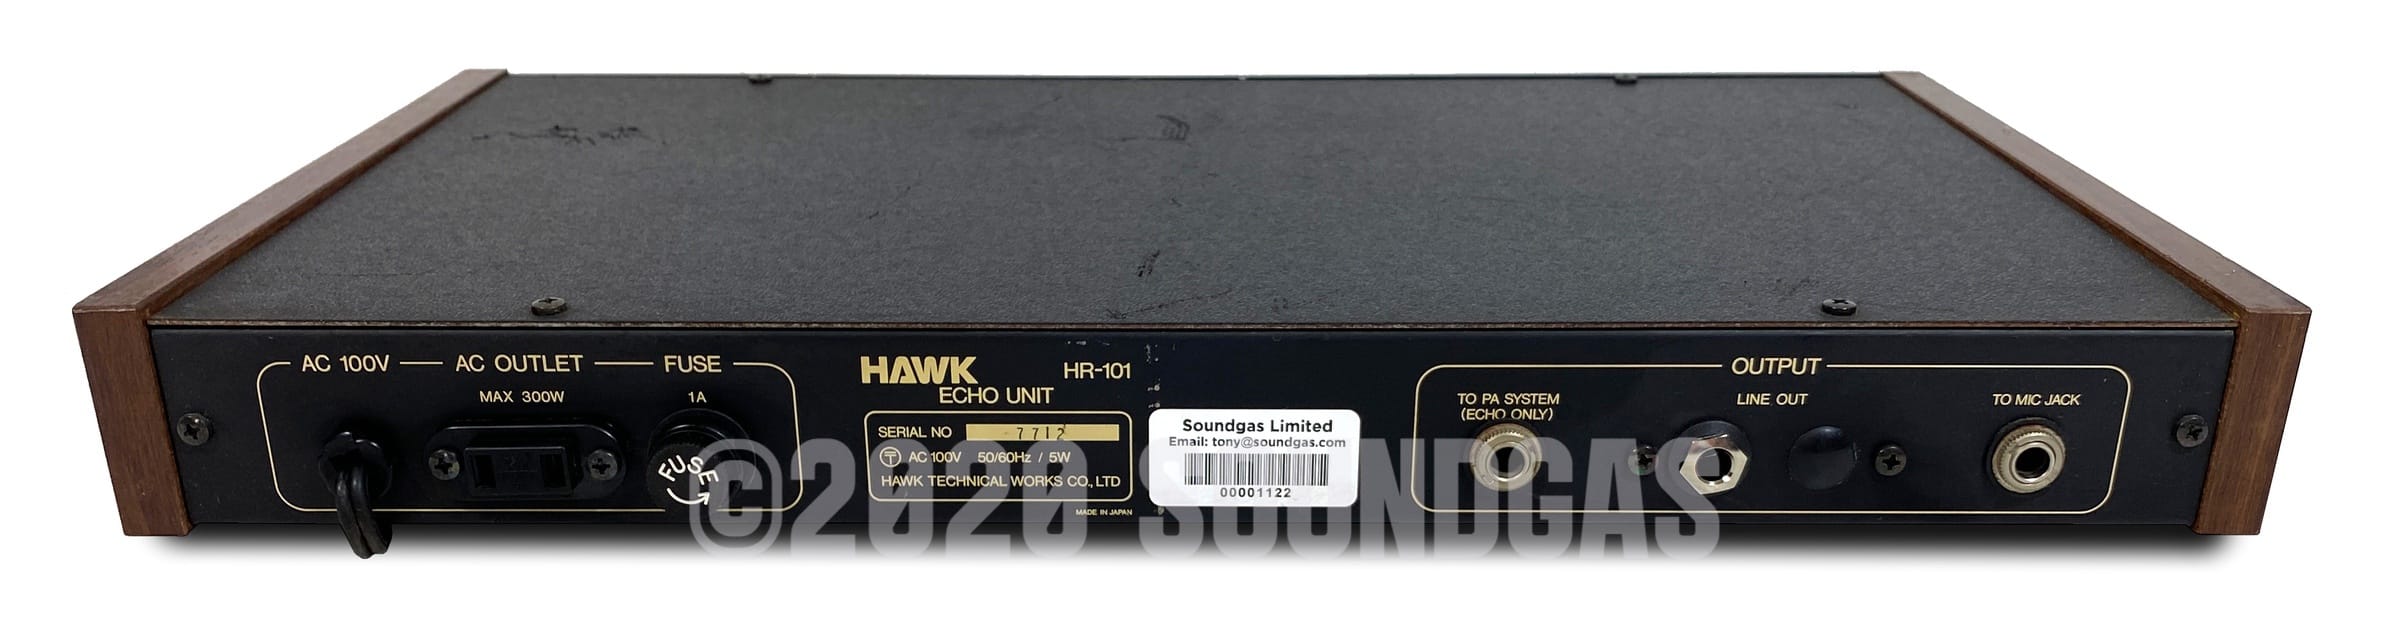 AC 100V AC OUTLET FUSE
MAX 300W 1A
FUSE
HAWK HR-101
ECHO UNIT
SERIAL NO 7712
T AC 100V 50/60Hz / 5W
HAWK TECHNICAL WORKS CO., LTD
MADE IN JAPAN
Soundgas Limited
Email: tony@soundgas.com
00001122
OUTPUT
TO PA SYSTEM
(ECHO ONLY)
LINE OUT
TO MIC JACK
©2020 SOUNDGAS